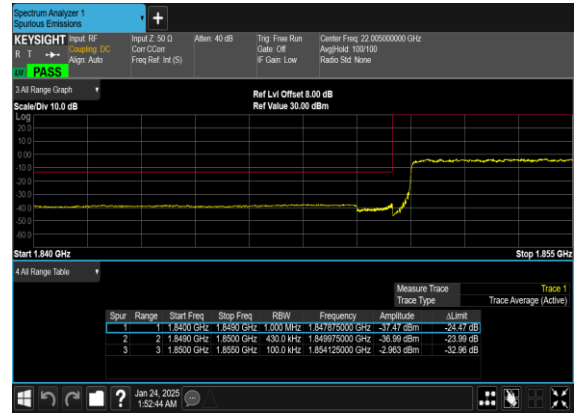 Spectrum Analyzer 1
Spurious Emissions
KEYSIGHT Input: RF Input Z: 50 Ω Atten: 40 dB Trig: Free Run Center Freq: 22.005000000 GHz
R T Coupling: DC Corr CCorr Gate: Off Avg|Hold: 100/100
Align: Auto Freq Ref: Int (S) IF Gain: Low Radio Std: None
PASS
3 All Range Graph
Ref Lvl Offset 8.00 dB
Scale/Div 10.0 dB Ref Value 30.00 dBm
Log
20.0
10.0
0.00
-10.0
-20.0
-30.0
-40.0
-50.0
-60.0
Start 1.840 GHz Stop 1.855 GHz
4 All Range Table
Measure Trace Trace 1
Trace Type Trace Average (Active)
Spur Range Start Freq Stop Freq RBW Frequency Amplitude ΔLimit
1 1 1.8400 GHz 1.8490 GHz 1.000 MHz 1.847875000 GHz -37.47 dBm -24.47 dB
2 2 1.8490 GHz 1.8500 GHz 430.0 kHz 1.849975000 GHz -36.99 dBm -23.99 dB
3 3 1.8500 GHz 1.8550 GHz 100.0 kHz 1.854125000 GHz -2.963 dBm -32.96 dB
? Jan 24, 2025
1:52:44 AM